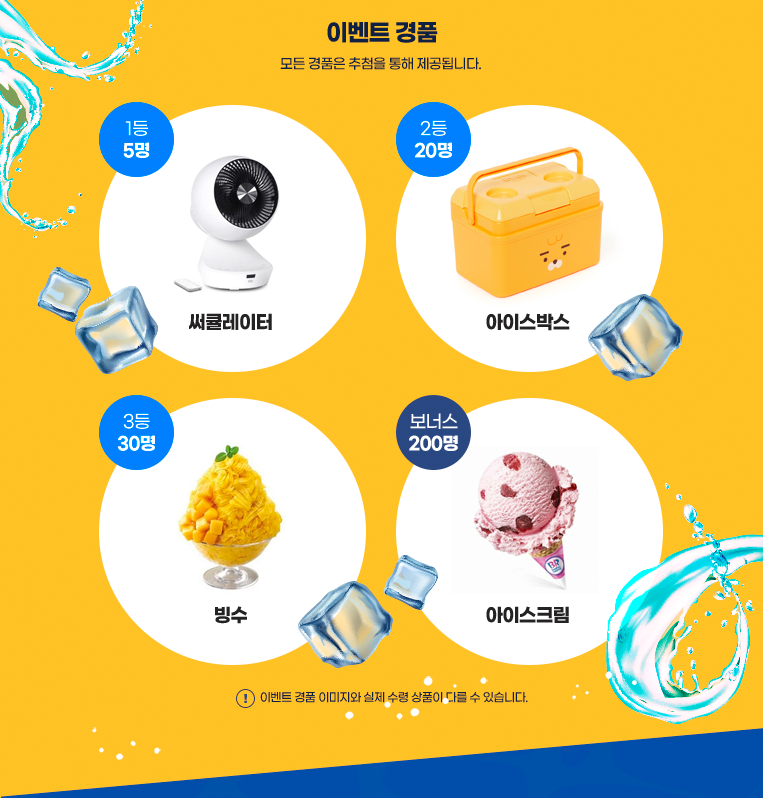 이벤트 경품
모든 경품은 추첨을 통해 제공됩니다.
1등
5명
써큘레이터
2등
20명
아이스박스
3등
30명
빙수
보너스
200명
BR
아이스크림
! 이벤트 경품 이미지와 실제 수령 상품이 다를 수 있습니다.